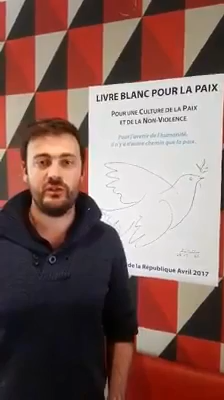 LIVRE BLANC POUR LA PAIX
POUR UNE CULTURE DE LA PAIX
ET DE LA NON-VIOLENCE
Pour l'avenir de l'humanité,
il n'y a d'autre chemin que la paix
de la République Avril 2017